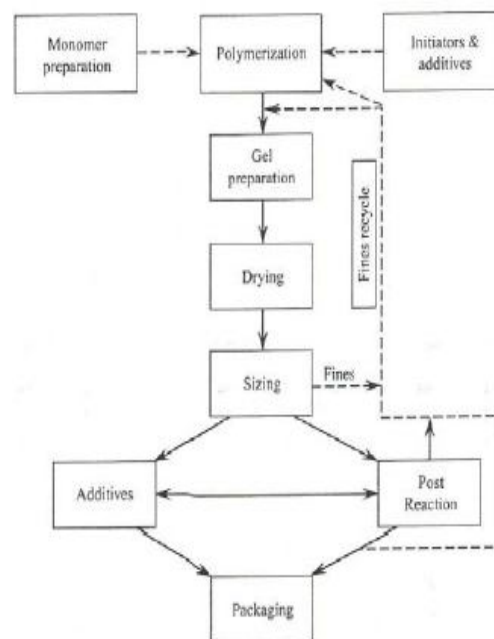 Monomer
preparation
Polymerization
Initiators &
additives
Gel
preparation
Fines recycle
Drying
Sizing
Fines
Additives
Post
Reaction
Packaging